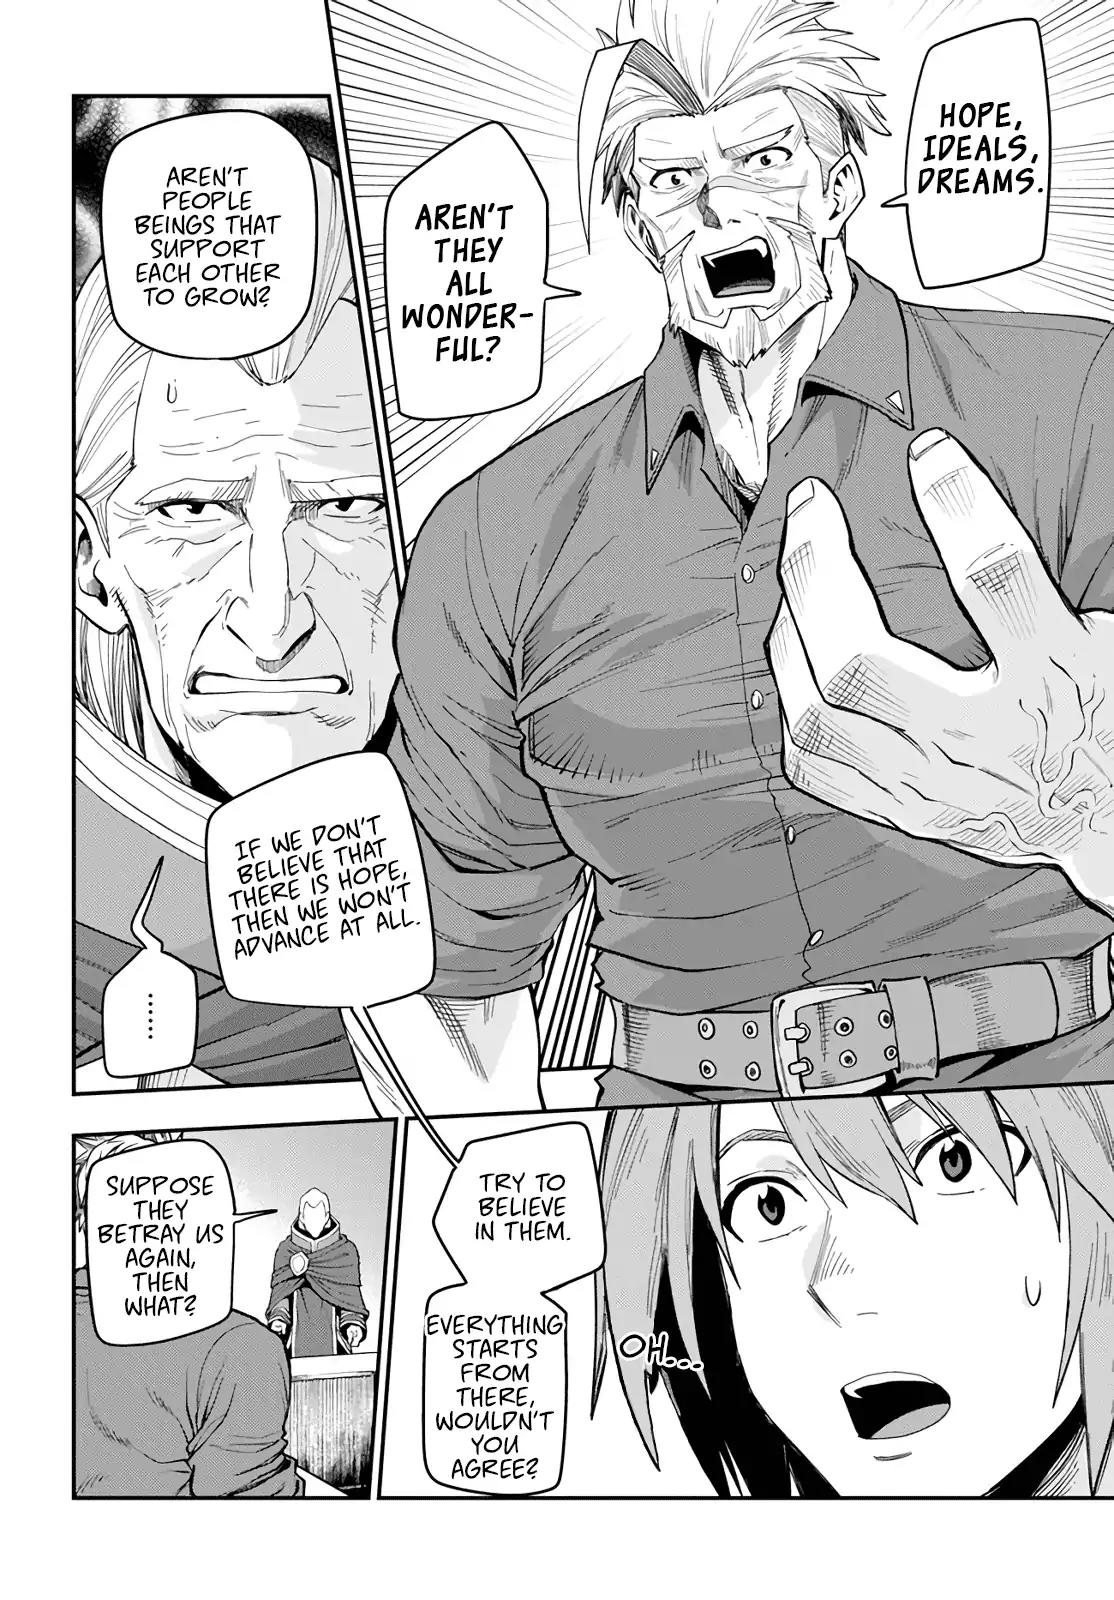 HOPE,
IDEALS,
DREAMS.
AREN'T
THEY
ALL
WONDER-
FUL?
AREN'T
PEOPLE
BEINGS THAT
SUPPORT
EACH OTHER
TO GROW?
IF WE DON'T
BELIEVE THAT
THERE IS HOPE,
THEN WE WON'T
ADVANCE AT ALL.
......
TRY TO
BELIEVE
IN THEM.
EVERYTHING
STARTS
FROM
THERE,
WOULDN'T
YOU
AGREE?
OH...
SUPPOSE
THEY
BETRAY US
AGAIN,
THEN
WHAT?